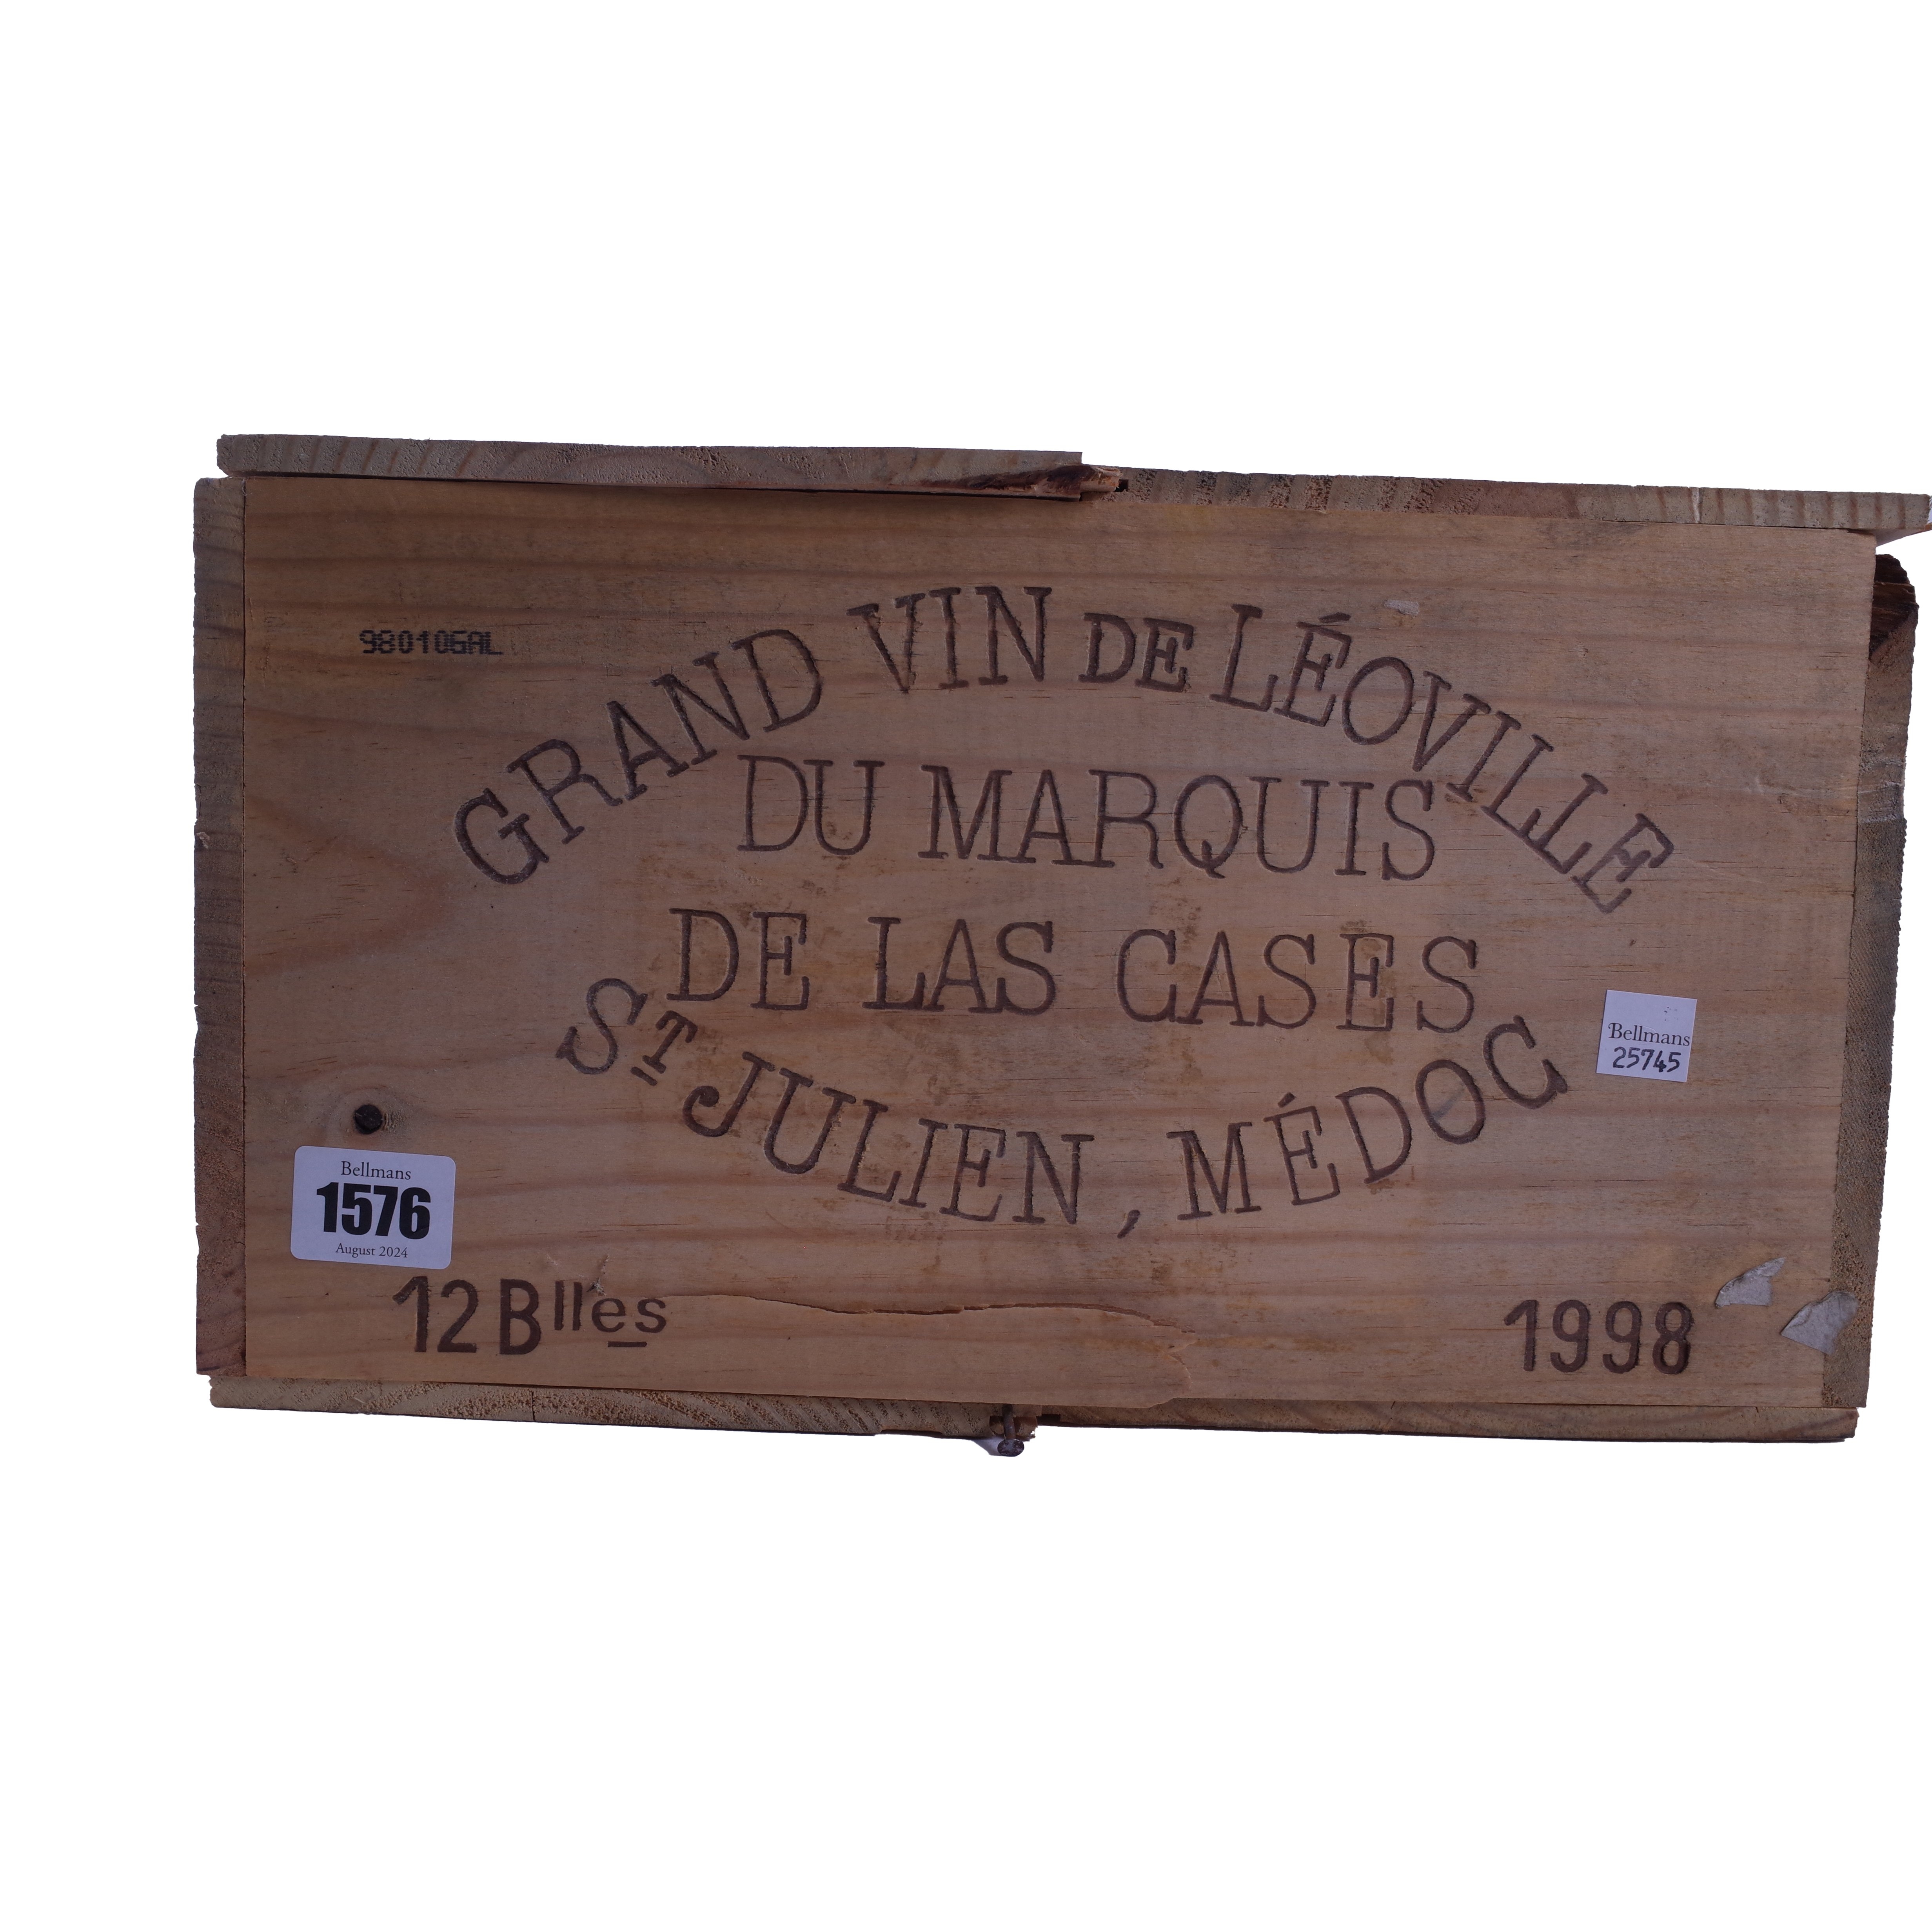 980106AL
GRAND VIN DE LÉOVILLE
DU MARQUIS
DE LAS CASES
ST JULIEN, MÉDOC
Bellmans
25745
Bellmans
1576
August 2024
12 Blles
1998